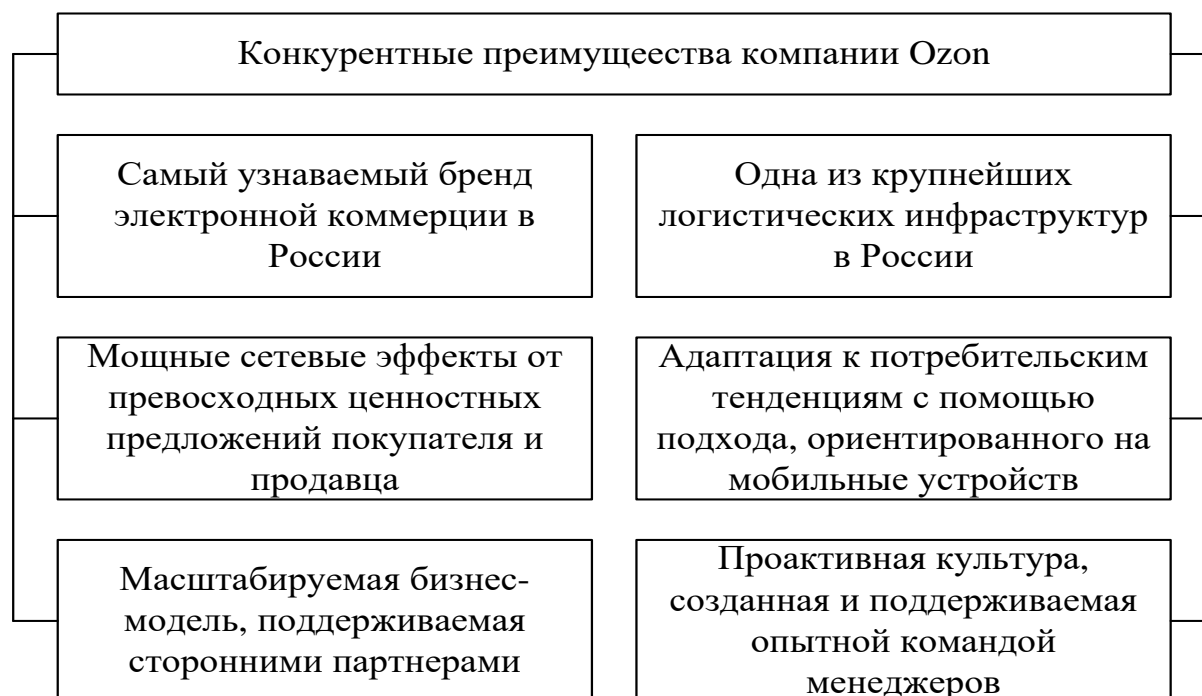 Конкурентные преимущеества компании Ozon
Самый узнаваемый бренд
электронной коммерции в
России
Одна из крупнейших
логистических инфраструктур
в России
Мощные сетевые эффекты от
превосходных ценностных
предложений покупателя и
продавца
Адаптация к потребительским
тенденциям с помощью
подхода, ориентированного на
мобильные устройств
Масштабируемая бизнес-
модель, поддерживаемая
сторонними партнерами
Проактивная культура,
созданная и поддерживаемая
опытной командой
менеджеров